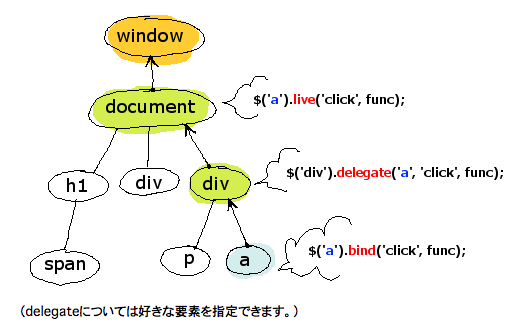 window
document
$('a').live('click', func);
h1
div
div
$('div').delegate('a', 'click', func);
span
p
a
$('a').bind('click', func);
（delegateについては好きな要素を指定できます。）